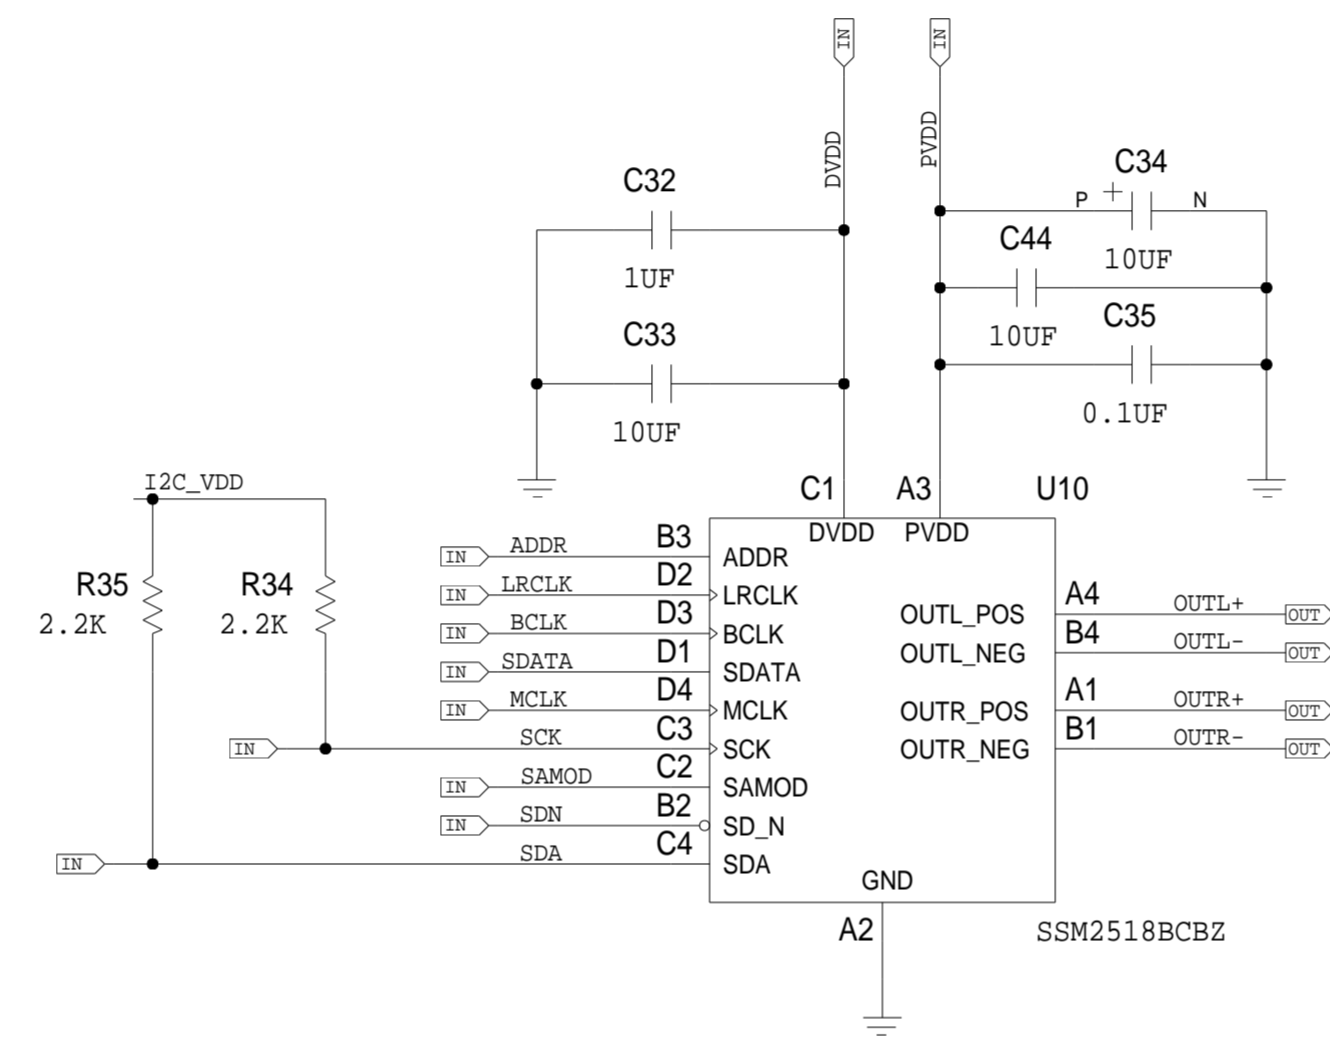 IN
IN
DVDD
PVDD
C32
1UF
C33
10UF
P + C34 N
10UF
C44
10UF
C35
0.1UF
I2C_VDD
R35
2.2K
R34
2.2K
C1
A3
U10
DVDD
PVDD
IN ADDR B3 ADDR
IN LRCLK D2 LRCLK
IN BCLK D3 BCLK
IN SDATA D1 SDATA
IN MCLK D4 MCLK
IN SCK C3 SCK
IN SAMOD C2 SAMOD
IN SDN B2 SD_N
IN SDA C4 SDA
OUTL_POS A4 OUTL+ OUT
OUTL_NEG B4 OUTL- OUT
OUTR_POS A1 OUTR+ OUT
OUTR_NEG B1 OUTR- OUT
GND
A2
SSM2518BCBZ